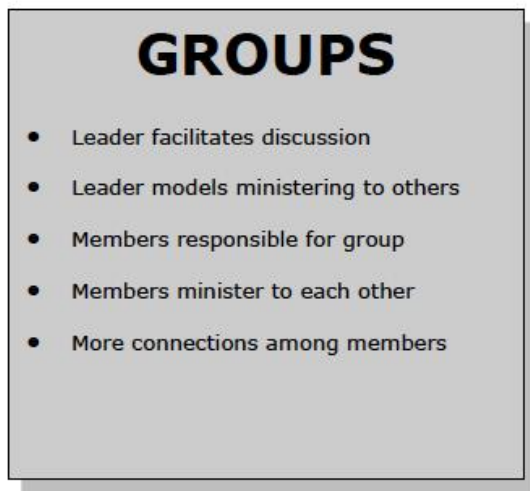 GROUPS
• Leader facilitates discussion
• Leader models ministering to others
• Members responsible for group
• Members minister to each other
• More connections among members